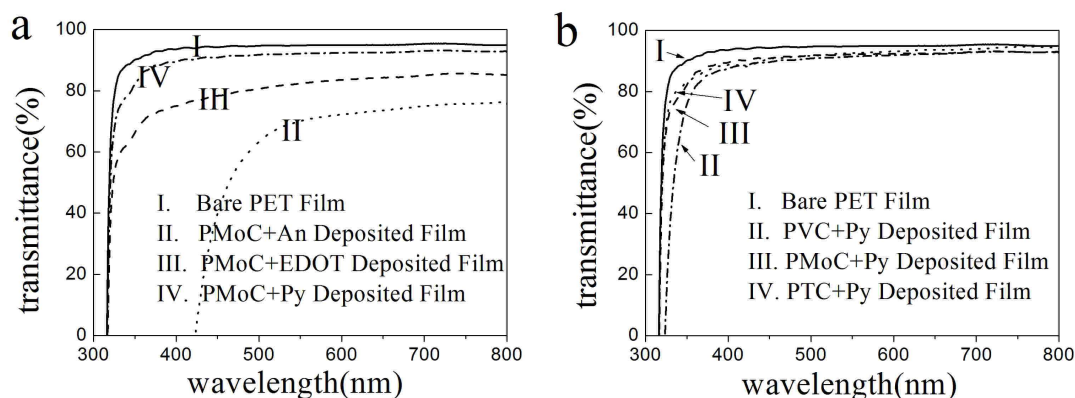 a
transmittance(%)
100
80
60
40
20
0
I
IV
III
II
I. Bare PET Film
II. PMoC+An Deposited Film
III. PMoC+EDOT Deposited Film
IV. PMoC+Py Deposited Film
300 400 500 600 700 800
wavelength(nm)
b
transmittance(%)
100
80
60
40
20
0
I
IV
III
II
I. Bare PET Film
II. PVC+Py Deposited Film
III. PMoC+Py Deposited Film
IV. PTC+Py Deposited Film
300 400 500 600 700 800
wavelength(nm)